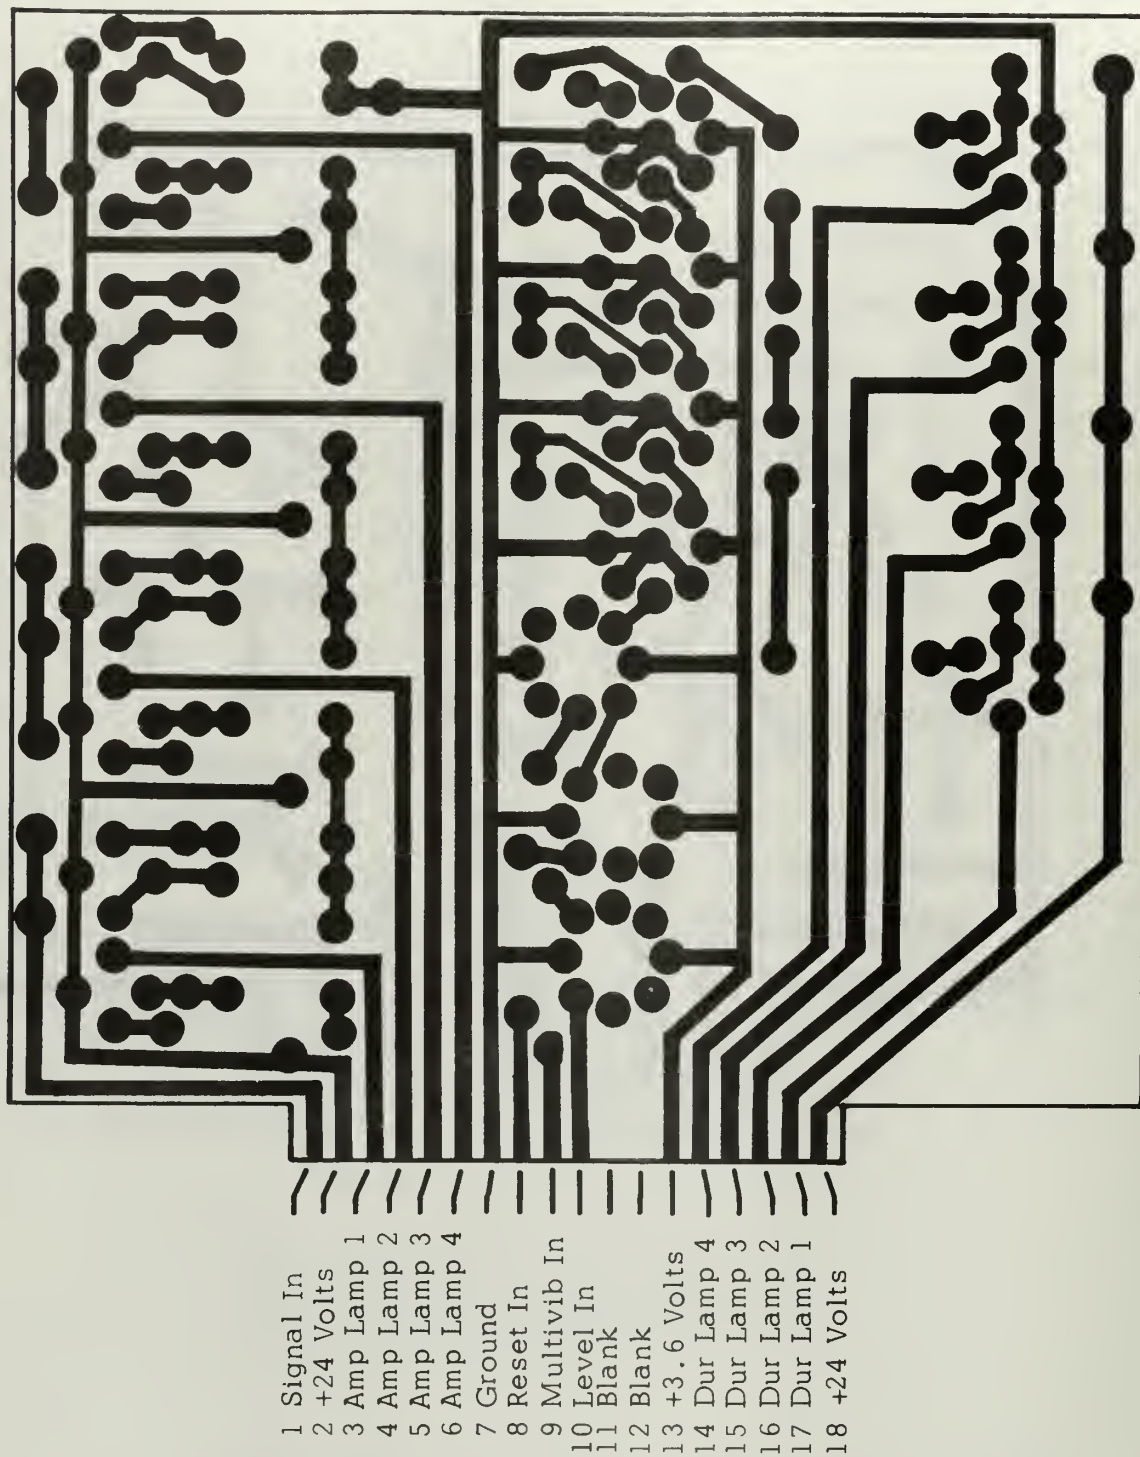 1 Signal In
2 +24 Volts
3 Amp Lamp 1
4 Amp Lamp 2
5 Amp Lamp 3
6 Amp Lamp 4
7 Ground
8 Reset In
9 Multivib In
10 Level In
11 Blank
12 Blank
13 +3.6 Volts
14 Dur Lamp 4
15 Dur Lamp 3
16 Dur Lamp 2
17 Dur Lamp 1
18 +24 Volts